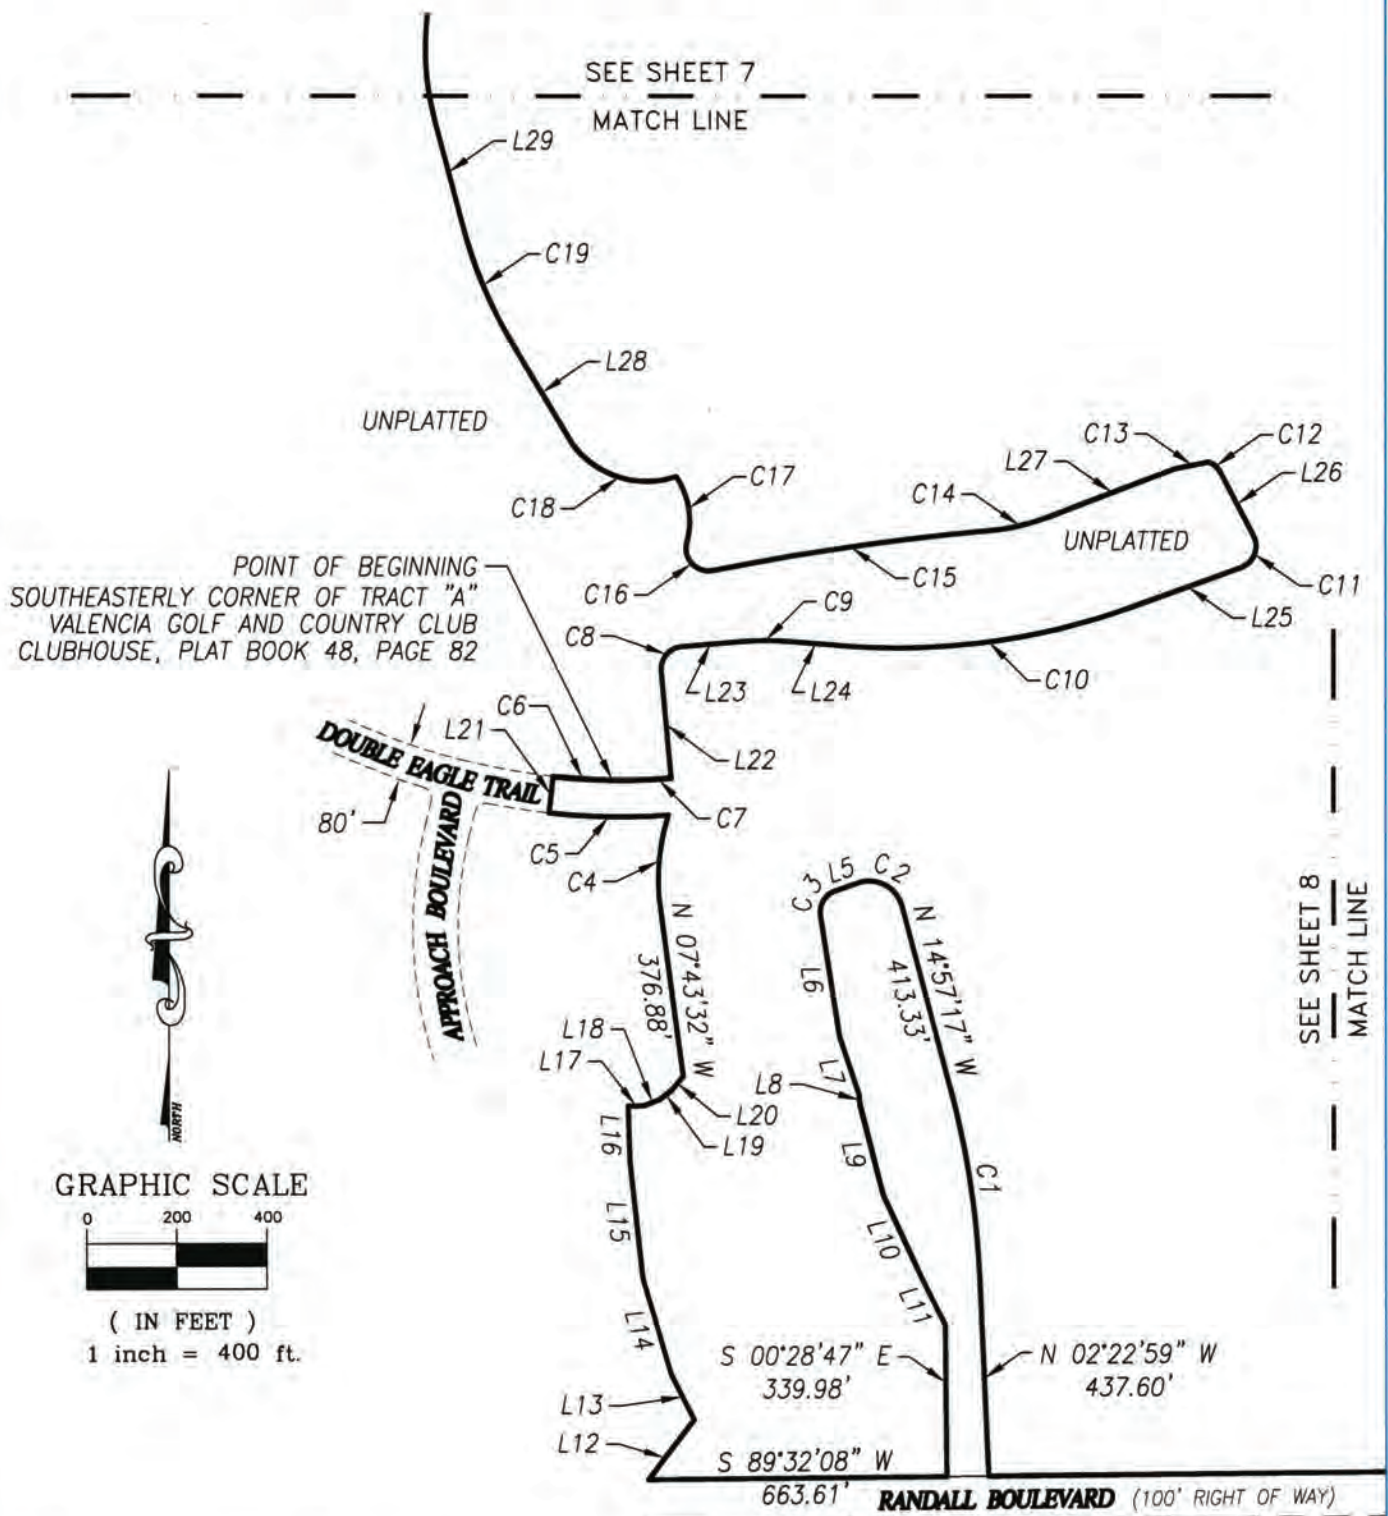 SEE SHEET 7
MATCH LINE
L29
C19
L28
UNPLATTED
C13
C12
L27
L26
C17
C14
C18
UNPLATTED
POINT OF BEGINNING
SOUTHEASTERLY CORNER OF TRACT "A"
VALENCIA GOLF AND COUNTRY CLUB
CLUBHOUSE, PLAT BOOK 48, PAGE 82
C15
C11
C16
C9
L25
C8
L23
L24
C10
C6
L21
L22
DOUBLE EAGLE TRAIL
80'
C7
C5
C4
APPROACH BOULEVARD
C3
L5
C2
N 07°43'32" W
376.88'
N 14°57'17" W
413.33'
L6
SEE SHEET 8
MATCH LINE
L18
L17
L7
L8
L20
L19
L16
L9
C1
NORTH
GRAPHIC SCALE
0 200 400
L15
L10
L11
( IN FEET )
1 inch = 400 ft.
L14
S 00°28'47" E
339.98'
N 02°22'59" W
437.60'
L13
L12
S 89°32'08" W
663.61'
RANDALL BOULEVARD (100' RIGHT OF WAY)